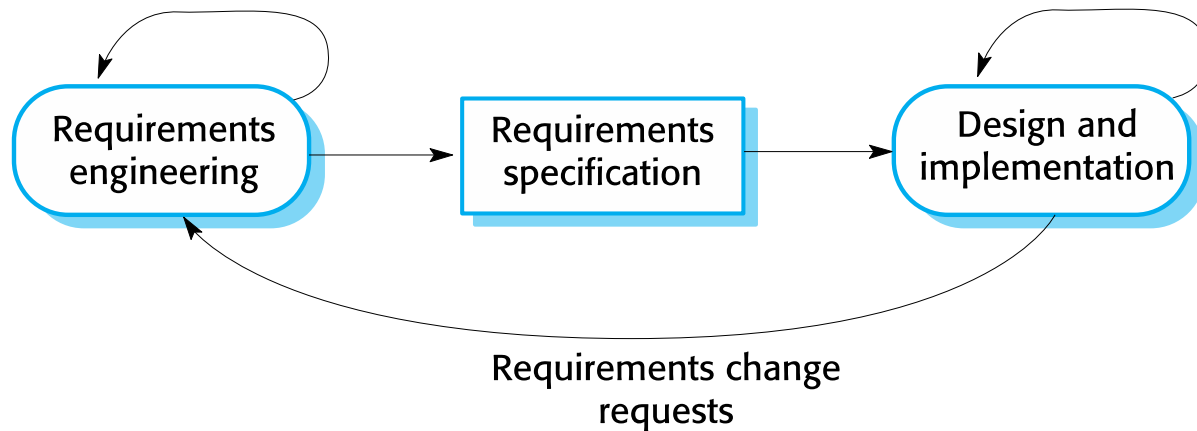 Requirements
engineering
Requirements
specification
Design and
implementation
Requirements change
requests